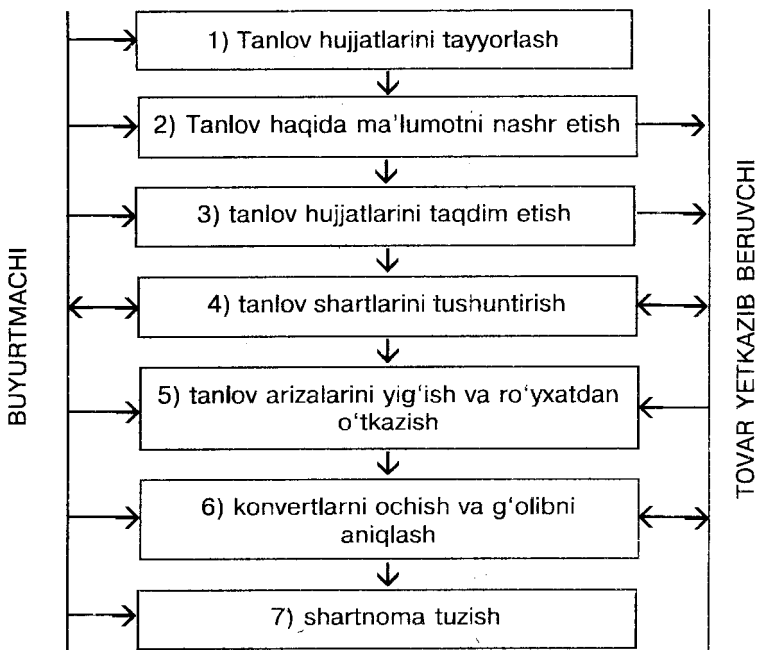 1) Tanlov hujjatlarini tayyorlash
2) Tanlov haqida ma'lumotni nashr etish
3) tanlov hujjatlarini taqdim etish
4) tanlov shartlarini tushuntirish
5) tanlov arizalarini yig‘ish va ro‘yxatdan
o‘tkazish
6) konvertlarni ochish va g‘olibni
aniqlash
7) shartnoma tuzish
BUYURTMACHI
TOVAR YETKAZIB BERUVCHI